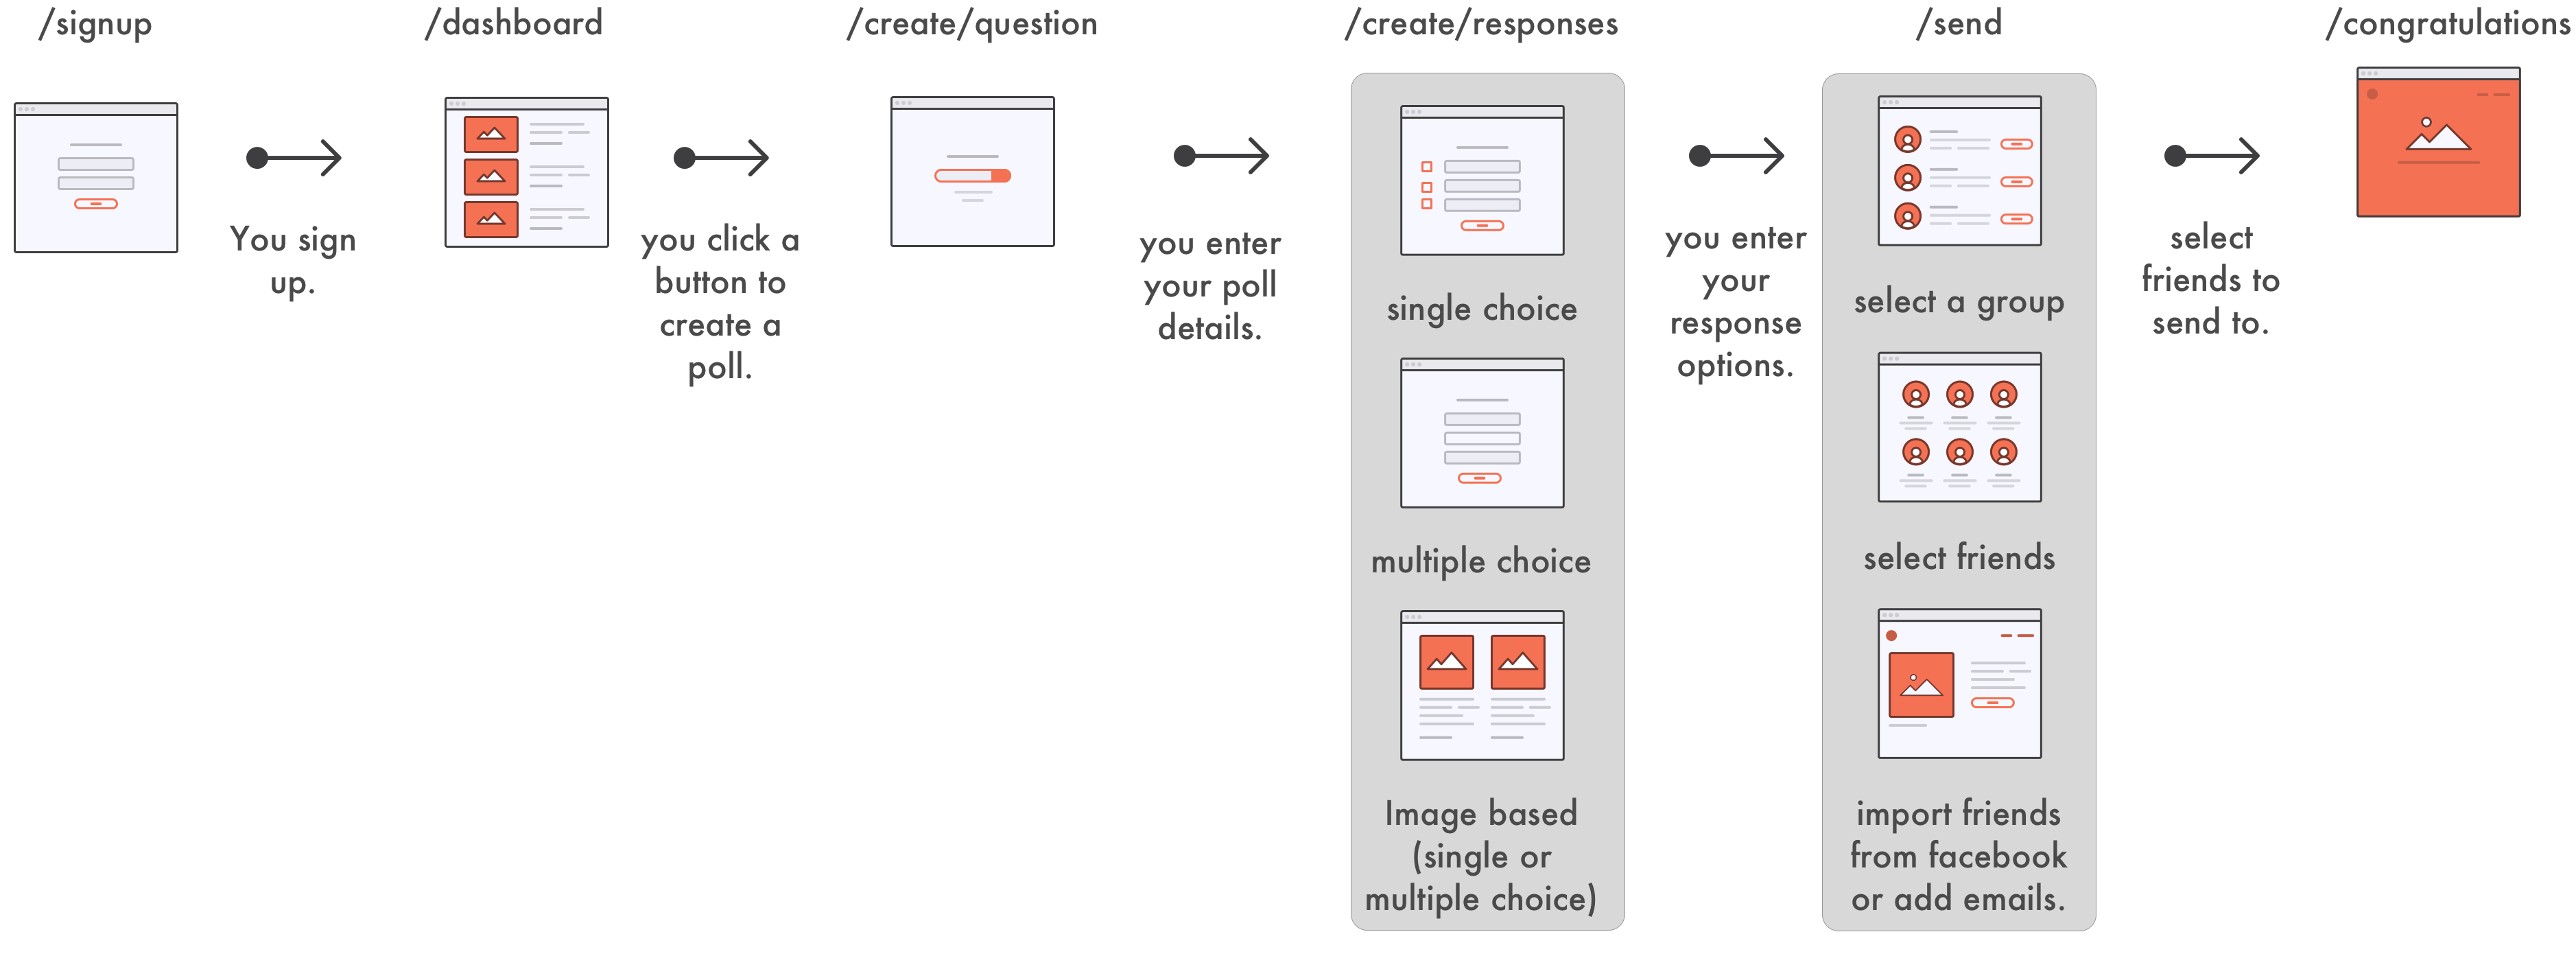 /signup
/dashboard
/create/question
/create/responses
/send
/congratulations
You sign
up.
you click a
button to
create a
poll.
you enter
your poll
details.
single choice
multiple choice
Image based
(single or
multiple choice)
you enter
your
response
options.
select a group
select friends
import friends
from facebook
or add emails.
select
friends to
send to.